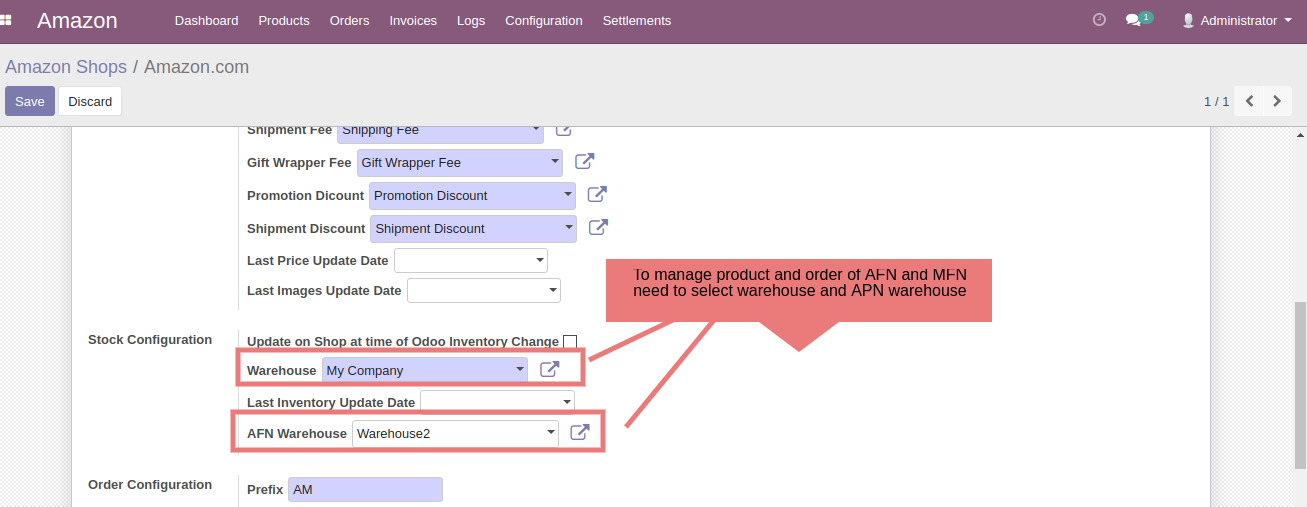 Amazon Dashboard Products Orders Invoices Logs Configuration Settlements 1 Administrator
Amazon Shops / Amazon.com
Save Discard 1 / 1
Shipment Fee Shipping Fee
Gift Wrapper Fee Gift Wrapper Fee
Promotion Dicount Promotion Discount
Shipment Discount Shipment Discount
Last Price Update Date
Last Images Update Date
To manage product and order of AFN and MFN
need to select warehouse and APN warehouse
Stock Configuration Update on Shop at time of Odoo Inventory Change
Warehouse My Company
Last Inventory Update Date
AFN Warehouse Warehouse2
Order Configuration Prefix AM